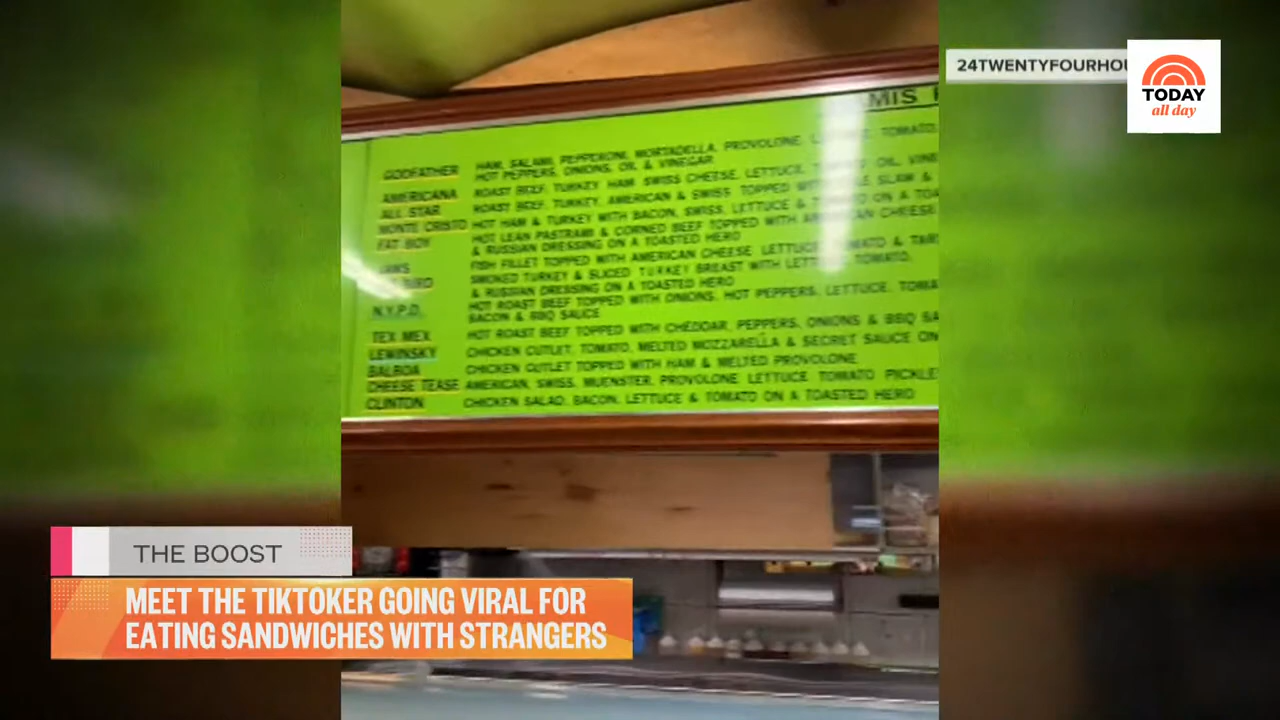 24TWENTYFOURHOU
TODAY
all day
MIS
GODFATHER HAM, SALAMI, PEPPERONI, MORTADELLA, PROVOLONE, TOMATO,
HOT PEPPERS, ONIONS, OIL & VINEGAR
AMERICANA ROAST BEEF, TURKEY, HAM, SWISS CHEESE, LETTUCE, OIL, VINE
ALL STAR ROAST BEEF, TURKEY, AMERICAN & SWISS TOPPED SLAW &
MONTE CRISTO HOT HAM & TURKEY WITH BACON, SWISS, LETTUCE & ON A TOA
FAT BOY HOT LEAN PASTRAMI & CORNED BEEF TOPPED WITH CHEESE
& RUSSIAN DRESSING ON A TOASTED HERO
JAWS FISH FILLET TOPPED WITH AMERICAN CHEESE, LETTUCE, & TAR
SMOKED TURKEY & SLICED TURKEY BREAST WITH TOMATO,
& RUSSIAN DRESSING ON A TOASTED HERO
N.Y.P.D. HOT ROAST BEEF TOPPED WITH ONIONS, HOT PEPPERS, LETTUCE, TOMA
BACON & BBQ SAUCE
TEX MEX HOT ROAST BEEF TOPPED WITH CHEDDAR, PEPPERS, ONIONS & BBQ SA
LEWINSKY CHICKEN CUTLET, TOMATO, MELTED MOZZARELLA & SECRET SAUCE ON
BALBOA CHICKEN CUTLET TOPPED WITH HAM & MELTED PROVOLONE
CHEESE TEASE AMERICAN, SWISS, MUENSTER, PROVOLONE LETTUCE TOMATO PICKLE
CLINTON CHICKEN SALAD, BACON, LETTUCE & TOMATO ON A TOASTED HERO
THE BOOST
MEET THE TIKTOKER GOING VIRAL FOR
EATING SANDWICHES WITH STRANGERS